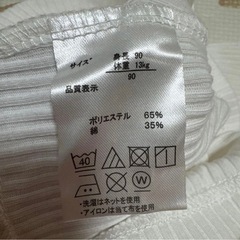 サイズ
身長 90
体重 13kg
90
品質表示
ポリエステル 65%
綿 35%
40
・洗濯はネットを使用
・アイロンは当て布を使用